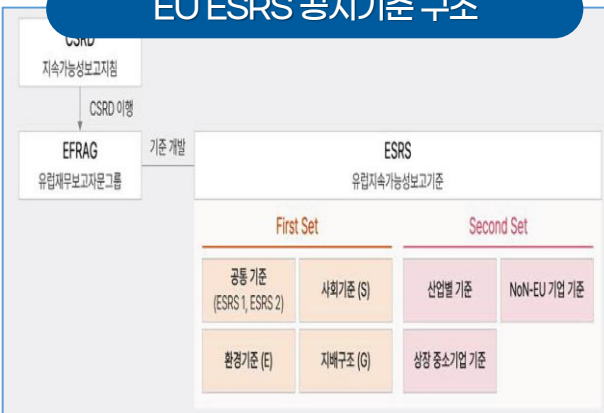 EU ESRS 공시기준 구조
CSRD
지속가능성보고지침
CSRD 이행
EFRAG
유럽재무보고자문그룹
기준 개발
ESRS
유럽지속가능성보고기준
First Set
Second Set
공통 기준
(ESRS 1, ESRS 2)
사회기준 (S)
산업별 기준
NoN-EU 기업 기준
환경기준 (E)
지배구조 (G)
상장 중소기업 기준